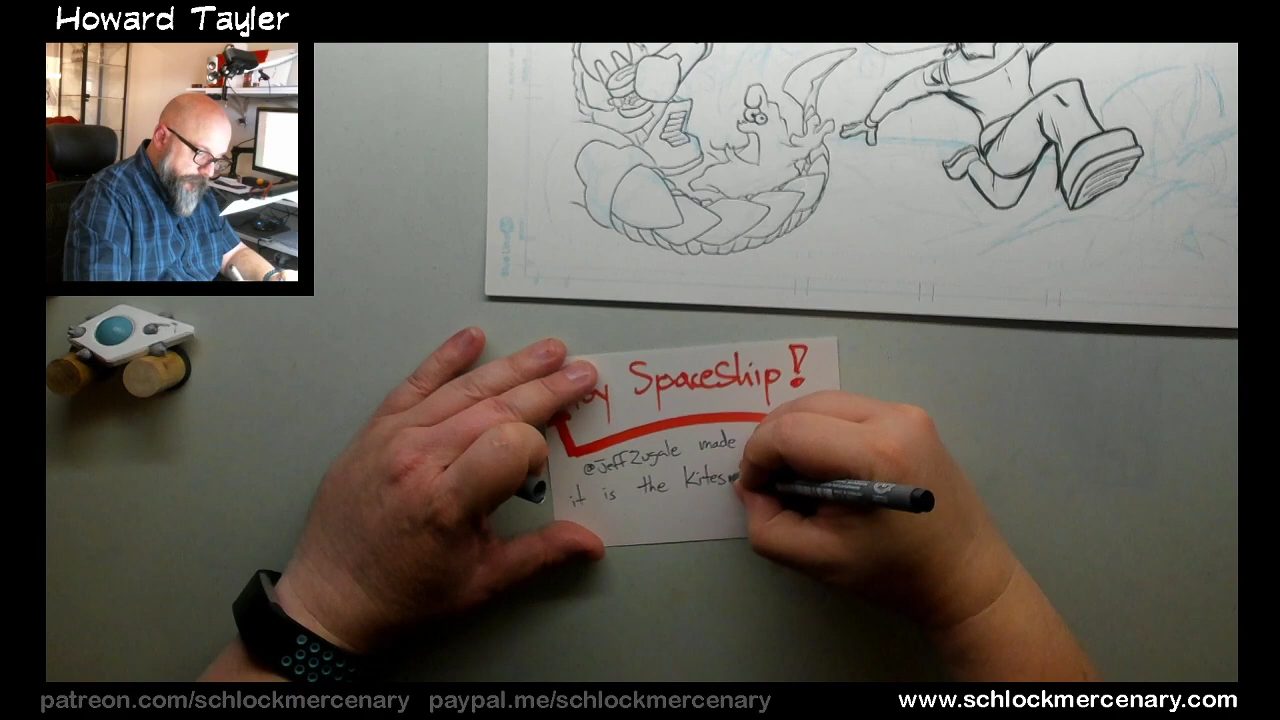 Howard Tayler
SpaceShip!
@jeffZugale made
it is the Kites
patreon.com/schlockmercenary paypal.me/schlockmercenary www.schlockmercenary.com